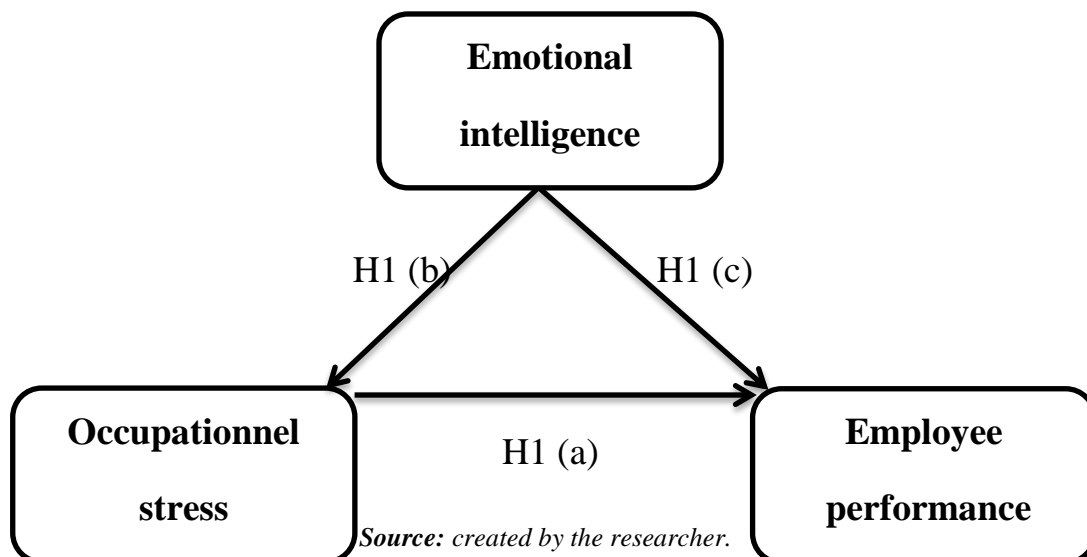 Emotional
intelligence
H1 (b)
H1 (c)
Occupationnel
stress
H1 (a)
Employee
performance
Source: created by the researcher.